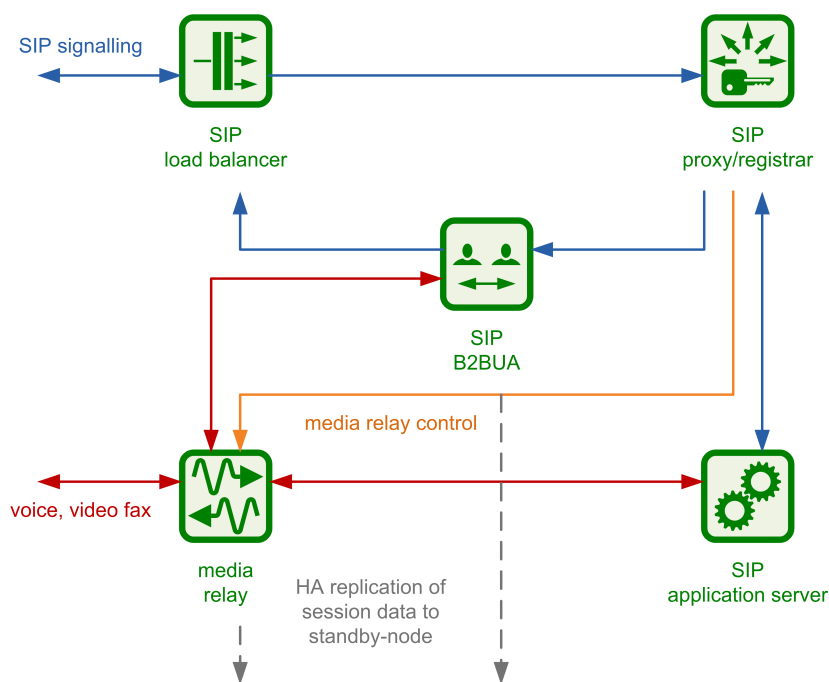 SIP signalling
SIP
load balancer
SIP
proxy/registrar
SIP
B2BUA
media relay control
voice, video fax
media
relay
HA replication of
session data to
standby-node
SIP
application server